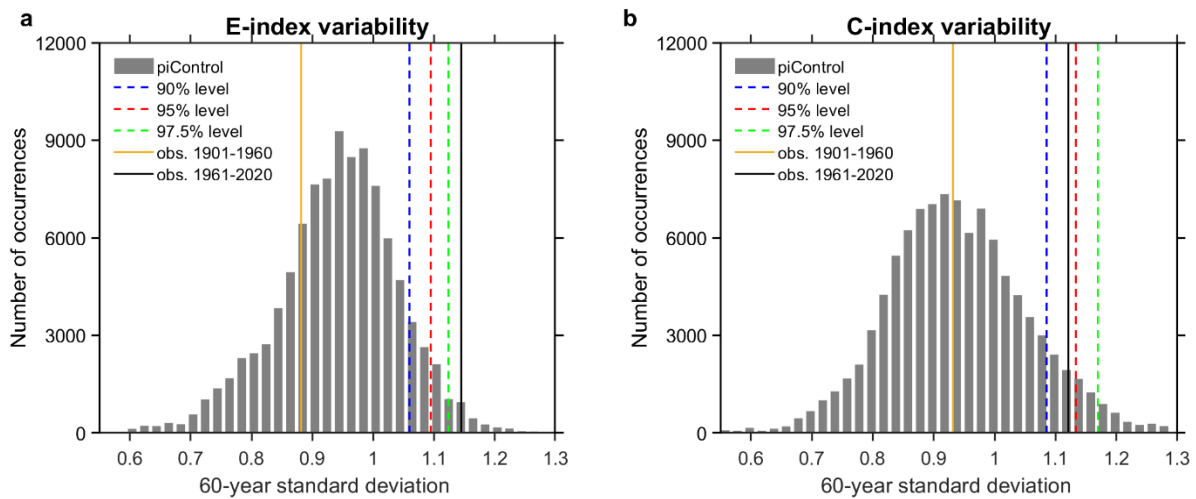 a
E-index variability
12000
9000
6000
3000
0
Number of occurrences
piControl
90% level
95% level
97.5% level
obs. 1901-1960
obs. 1961-2020
0.6 0.7 0.8 0.9 1 1.1 1.2 1.3
60-year standard deviation
b
C-index variability
12000
9000
6000
3000
0
Number of occurrences
piControl
90% level
95% level
97.5% level
obs. 1901-1960
obs. 1961-2020
0.6 0.7 0.8 0.9 1 1.1 1.2 1.3
60-year standard deviation